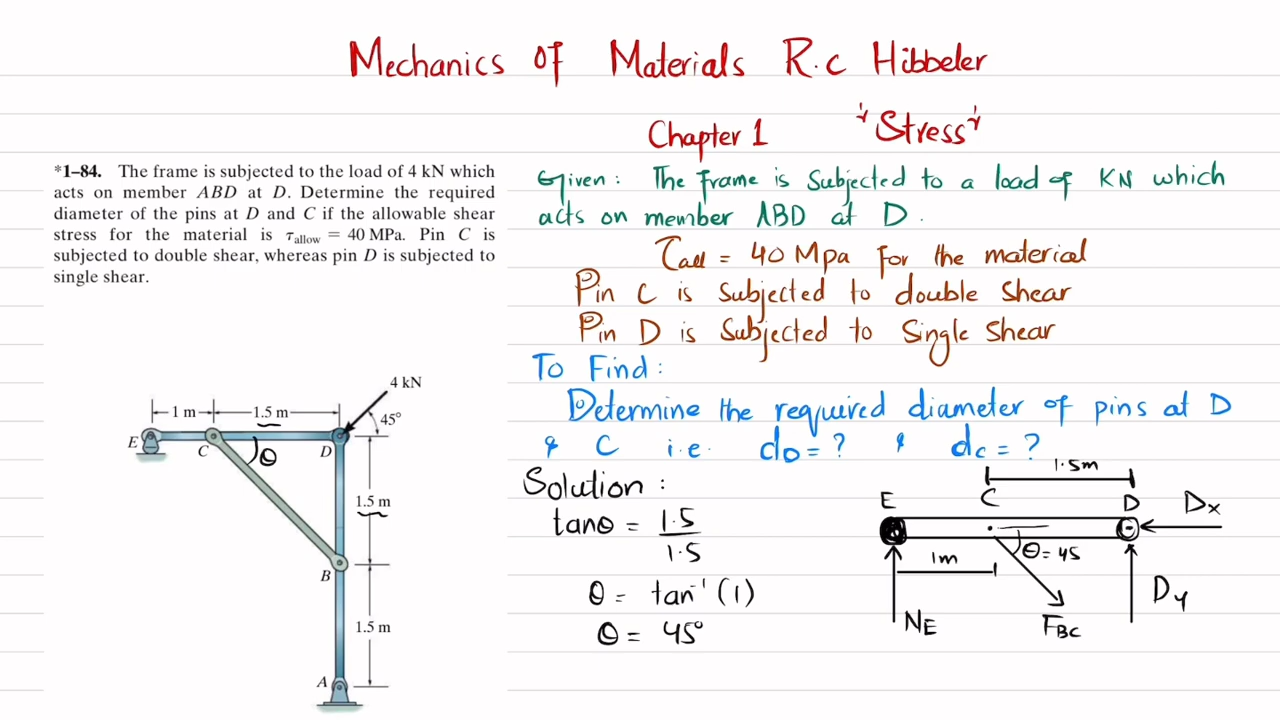 Mechanics of Materials R.c Hibbeler
Chapter 1 "Stress"
*1–84. The frame is subjected to the load of 4 kN which
acts on member ABD at D. Determine the required
diameter of the pins at D and C if the allowable shear
stress for the material is τallow = 40 MPa. Pin C is
subjected to double shear, whereas pin D is subjected to
single shear.
4 kN
1 m
1.5 m
45°
E
C
θ
D
1.5 m
B
1.5 m
A
Given: The frame is Subjected to a load of KN which
acts on member ABD at D.
τall = 40 Mpa for the material
Pin C is Subjected to double Shear
Pin D is Subjected to Single Shear
To Find:
Determine the required diameter of pins at D
& C i.e. dD = ? & dc = ?
Solution:
tanθ = 1.5
1.5
θ = tan⁻¹ (1)
θ = 45°
1.5m
E
C
D
Dx
θ = 45
1m
NE
FBC
Dy